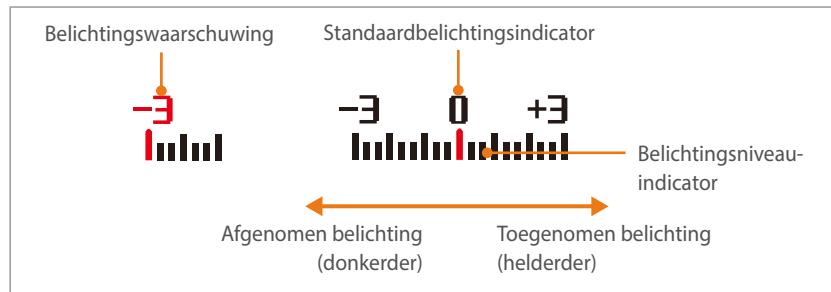 Belichtingswaarschuwing
Standaardbelichtingsindicator
-3
-3 0 +3
Belichtingsniveau-
indicator
Afgenomen belichting
(donkerder)
Toegenomen belichting
(helderder)